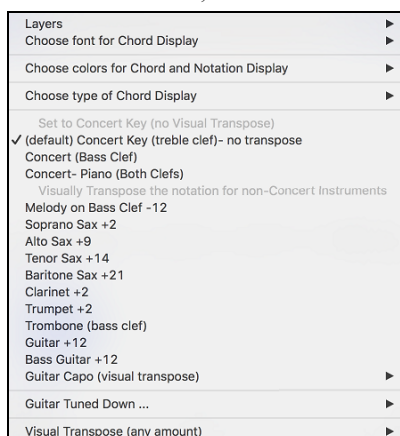 Layers
Choose font for Chord Display
Choose colors for Chord and Notation Display
Choose type of Chord Display
Set to Concert Key (no Visual Transpose)
✓ (default) Concert Key (treble clef)- no transpose
Concert (Bass Clef)
Concert- Piano (Both Clefs)
Visually Transpose the notation for non-Concert Instruments
Melody on Bass Clef -12
Soprano Sax +2
Alto Sax +9
Tenor Sax +14
Baritone Sax +21
Clarinet +2
Trumpet +2
Trombone (bass clef)
Guitar +12
Bass Guitar +12
Guitar Capo (visual transpose)
Guitar Tuned Down ...
Visual Transpose (any amount)